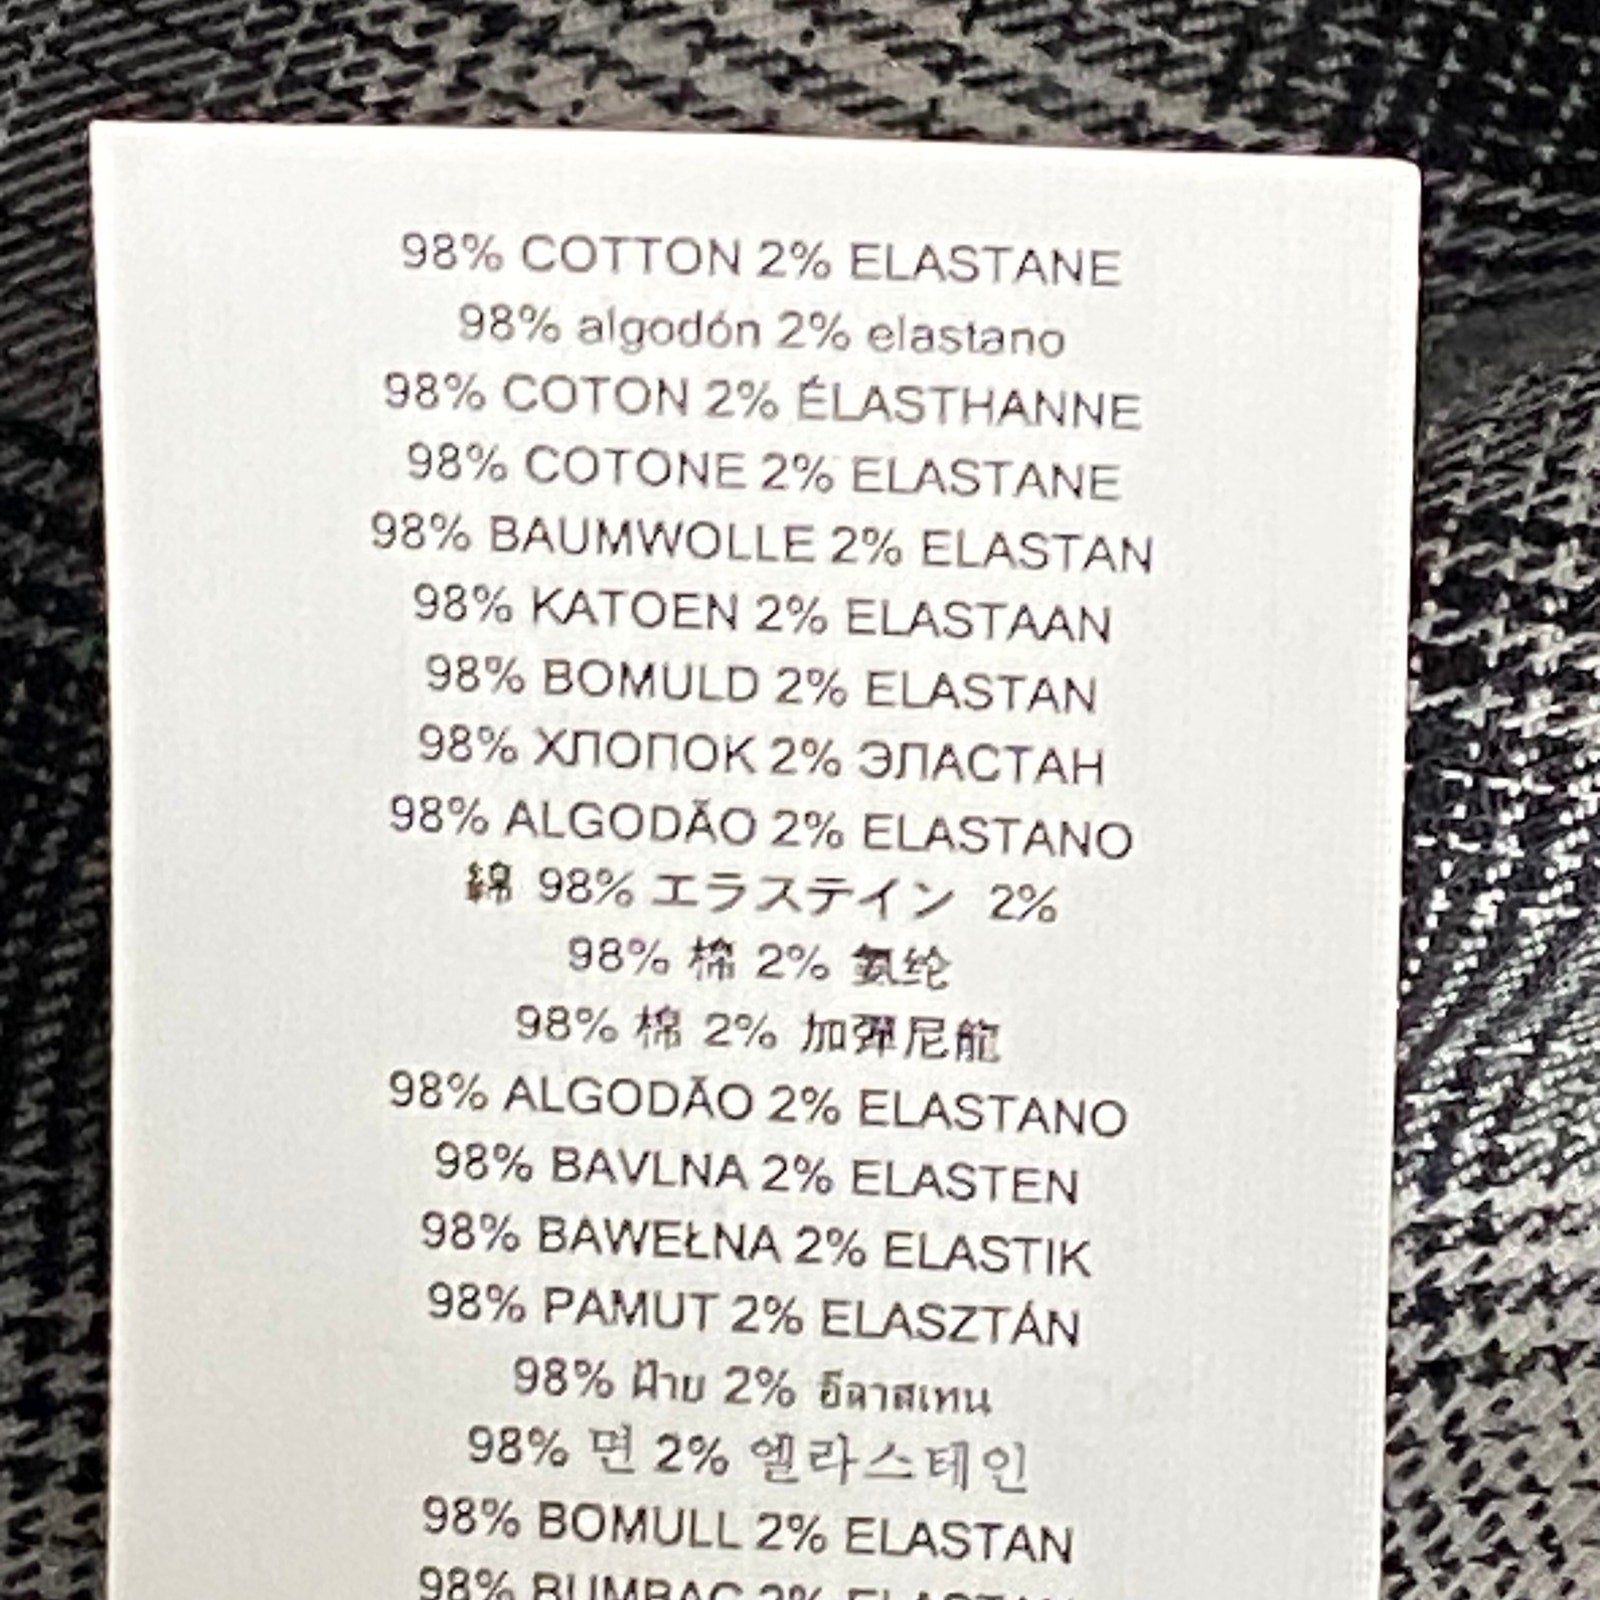 98% COTTON 2% ELASTANE
98% algodón 2% elastano
98% COTON 2% ÉLASTHANNE
98% COTONE 2% ELASTANE
98% BAUMWOLLE 2% ELASTAN
98% KATOEN 2% ELASTAAN
98% BOMULD 2% ELASTAN
98% ХЛОПОК 2% ЭЛАСТАН
98% ALGODÃO 2% ELASTANO
綿 98% エラステイン 2%
98% 棉 2% 氨纶
98% 棉 2% 加彈尼龍
98% ALGODÃO 2% ELASTANO
98% BAVLNA 2% ELASTEN
98% BAWEŁNA 2% ELASTIK
98% PAMUT 2% ELASZTÁN
98% ฝ้าย 2% อีลาสเทน
98% 면 2% 엘라스테인
98% BOMULL 2% ELASTAN
98% BUMBAC 2% ELASTAN